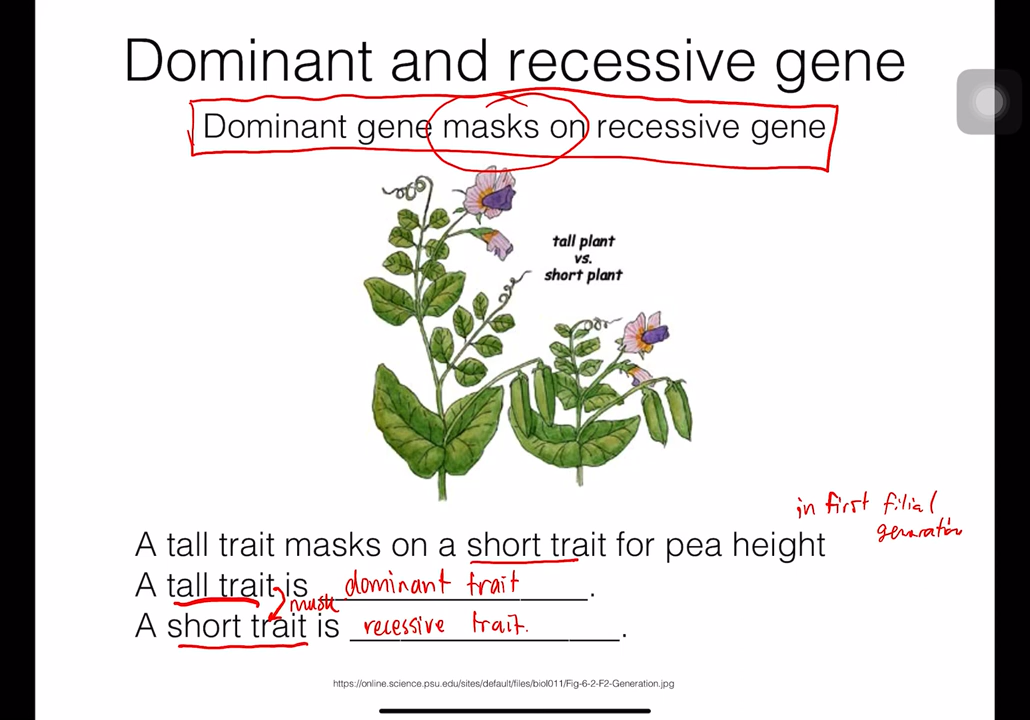 Dominant and recessive gene
Dominant gene masks on recessive gene
tall plant
vs.
short plant
in first filial
generation
A tall trait masks on a short trait for pea height
A tall trait is dominant trait.
mask
A short trait is recessive trait.
https://online.science.psu.edu/sites/default/files/biol011/Fig-6-2-F2-Generation.jpg